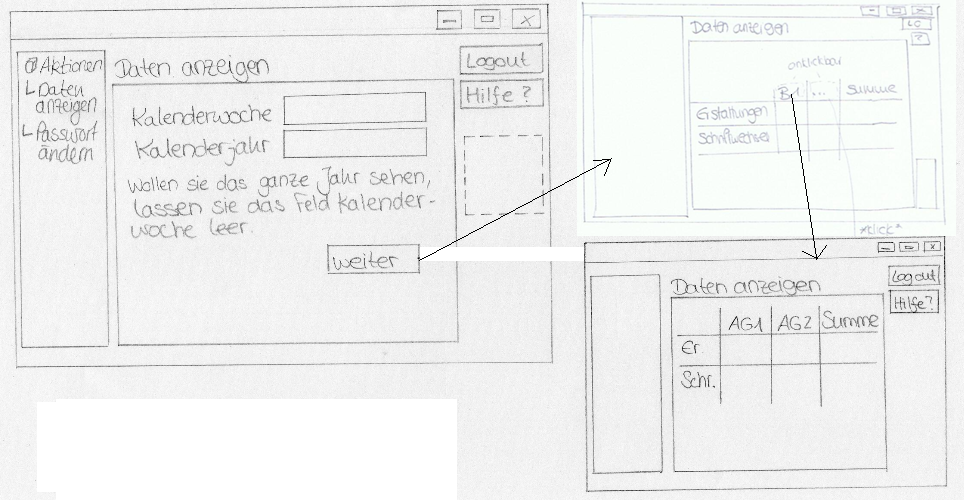 Aktionen
Daten
anzeigen
Passwort
ändern
Daten anzeigen
Kalenderwoche
Kalenderjahr
Wollen sie das ganze Jahr sehen,
lassen sie das Feld Kalender-
woche leer.
weiter
Logout
Hilfe?
Daten anzeigen
LO
?
anklickbar
B1 ... Summe
Erstattungen
Schriftwechsel
*klick*
Daten anzeigen
Logout
Hilfe?
AG1 AG2 Summe
Er.
Schr.